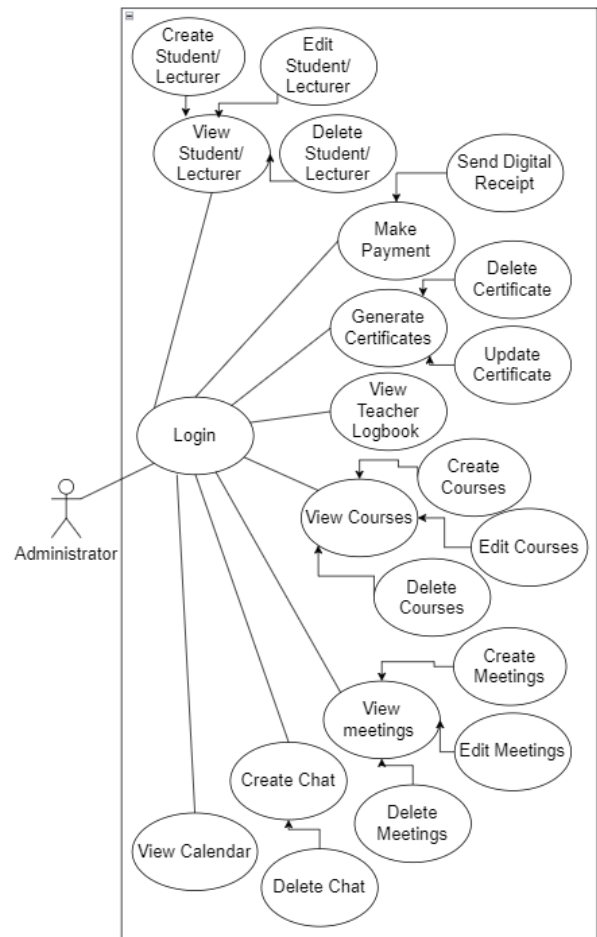 Create
Student/
Lecturer
Edit
Student/
Lecturer
View
Student/
Lecturer
Delete
Student/
Lecturer
Send Digital
Receipt
Make
Payment
Delete
Certificate
Generate
Certificates
Update
Certificate
View
Teacher
Logbook
Login
Create
Courses
View Courses
Edit Courses
Administrator
Delete
Courses
Create
Meetings
View
meetings
Edit Meetings
Create Chat
Delete
Meetings
View Calendar
Delete Chat